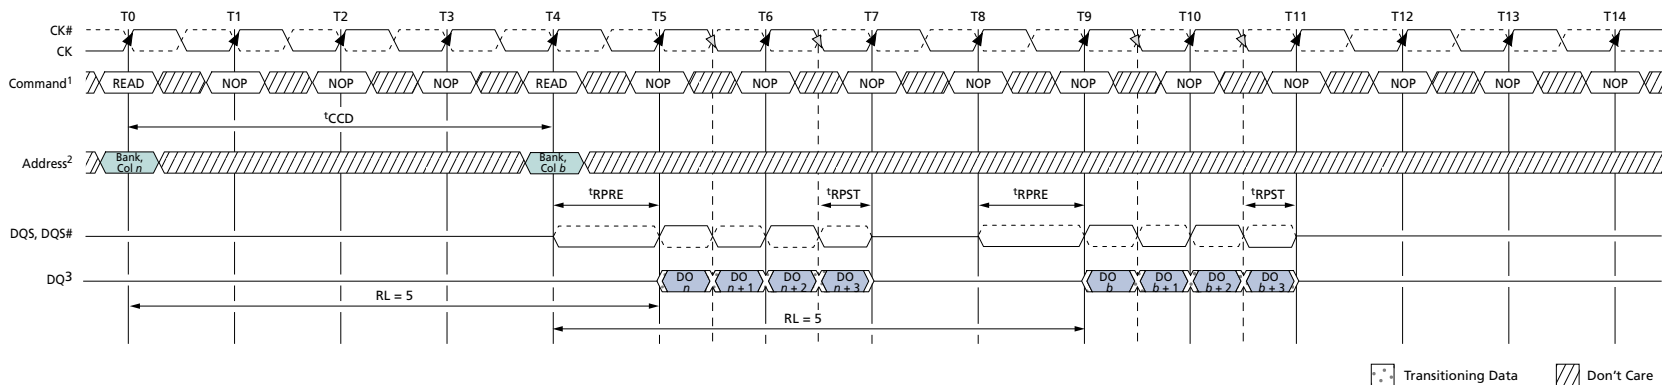 T0 T1 T2 T3 T4 T5 T6 T7 T8 T9 T10 T11 T12 T13 T14
CK#
CK
Command1 READ NOP NOP NOP READ NOP NOP NOP NOP NOP NOP NOP NOP NOP NOP
tCCD
Address2 Bank, Col n Bank, Col b
tRPRE tRPST tRPRE tRPST
DQS, DQS#
DQ3 DO n DO n + 1 DO n + 2 DO n + 3 DO b DO b + 1 DO b + 2 DO b + 3
RL = 5
RL = 5
Transitioning Data Don't Care